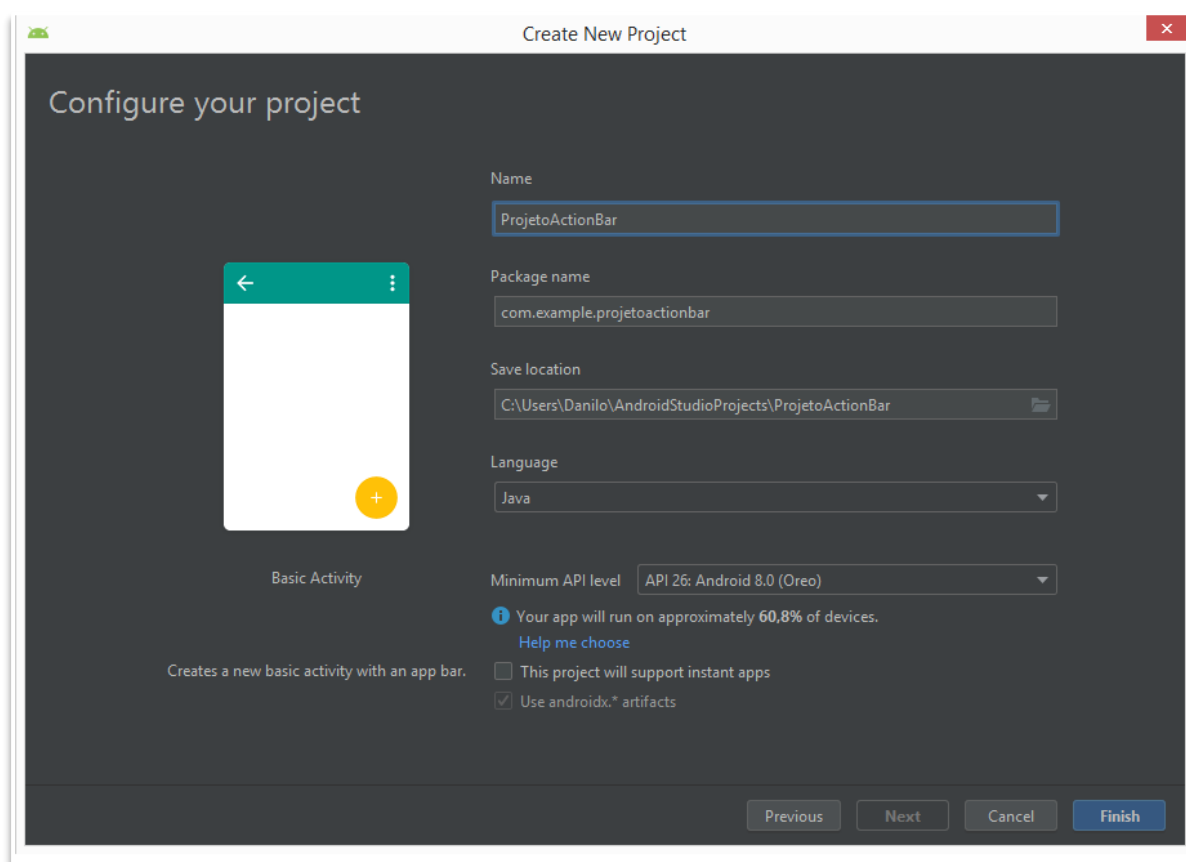 Create New Project
Configure your project
Name
ProjetoActionBar
Package name
com.example.projetoactionbar
Save location
C:\Users\Danilo\AndroidStudioProjects\ProjetoActionBar
Language
Java
Basic Activity
Minimum API level API 26: Android 8.0 (Oreo)
Your app will run on approximately 60,8% of devices.
Help me choose
Creates a new basic activity with an app bar.
This project will support instant apps
Use androidx.* artifacts
Previous Next Cancel Finish